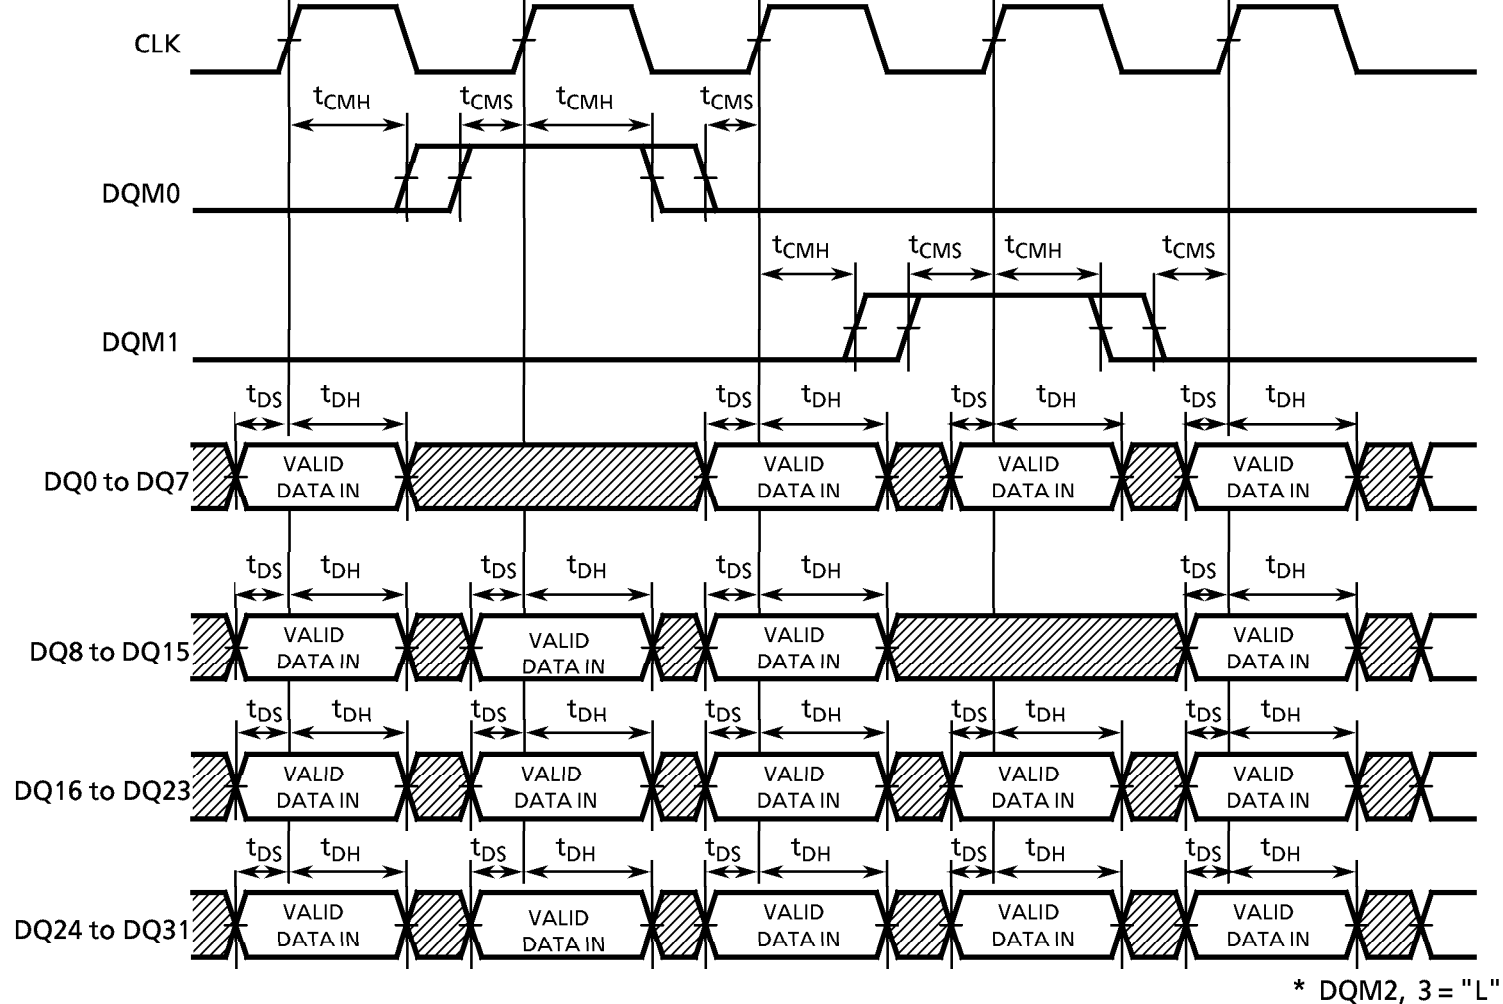 CLK
tCMH tCMS tCMH tCMS
DQM0
tCMH tCMS tCMH tCMS
DQM1
tDS tDH tDS tDH tDS tDH tDS tDH
DQ0 to DQ7
VALID DATA IN
VALID DATA IN
VALID DATA IN
VALID DATA IN
tDS tDH tDS tDH tDS tDH tDS tDH
DQ8 to DQ15
VALID DATA IN
VALID DATA IN
VALID DATA IN
VALID DATA IN
tDS tDH tDS tDH tDS tDH tDS tDH tDS tDH
DQ16 to DQ23
VALID DATA IN
VALID DATA IN
VALID DATA IN
VALID DATA IN
VALID DATA IN
tDS tDH tDS tDH tDS tDH tDS tDH tDS tDH
DQ24 to DQ31
VALID DATA IN
VALID DATA IN
VALID DATA IN
VALID DATA IN
VALID DATA IN
* DQM2, 3 = "L"